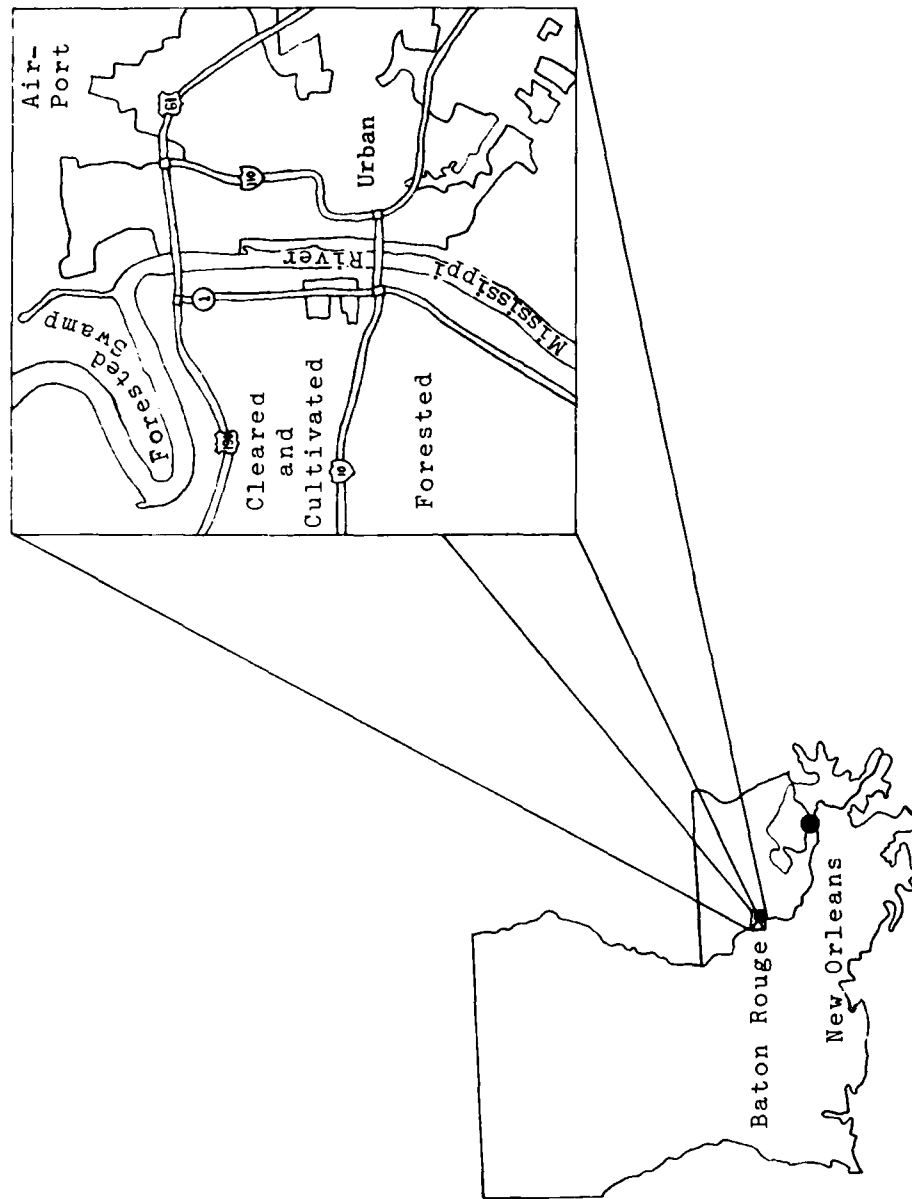 Air-
Port
61
110
Urban
River
Mississippi
1
Forested
Swamp
190
Cleared
and
Cultivated
10
Forested
Baton Rouge
New Orleans